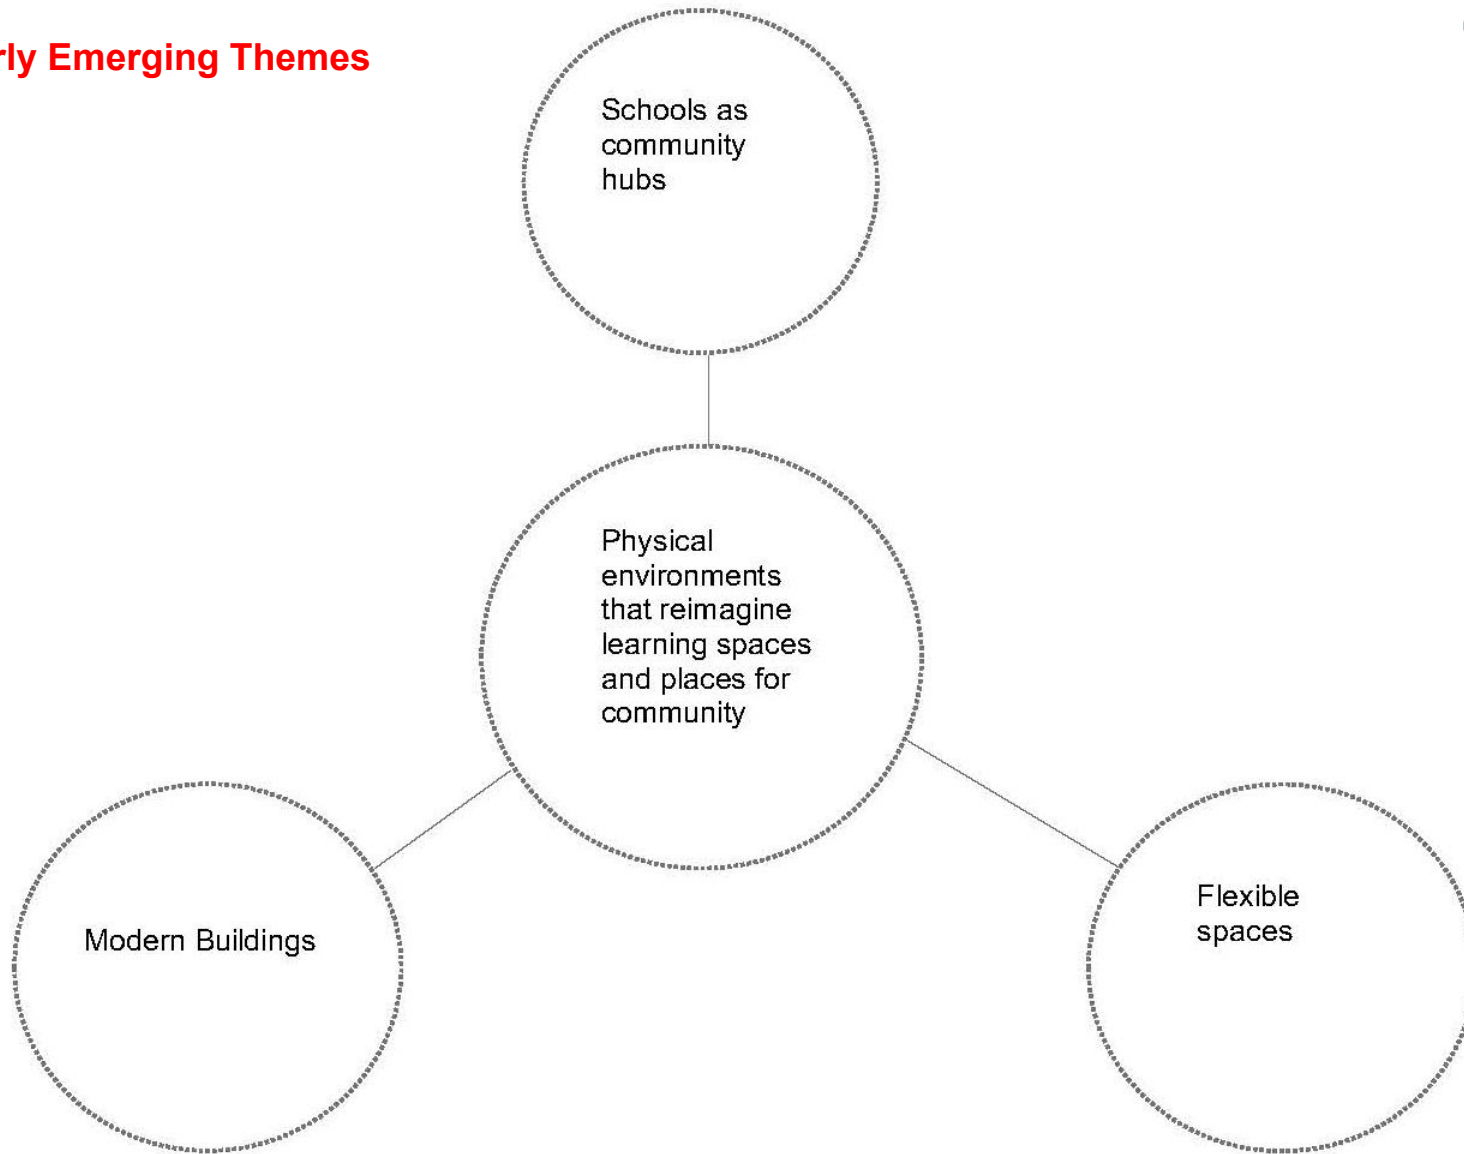 rly Emerging Themes
Schools as
community
hubs
Physical
environments
that reimagine
learning spaces
and places for
community
Modern Buildings
Flexible
spaces